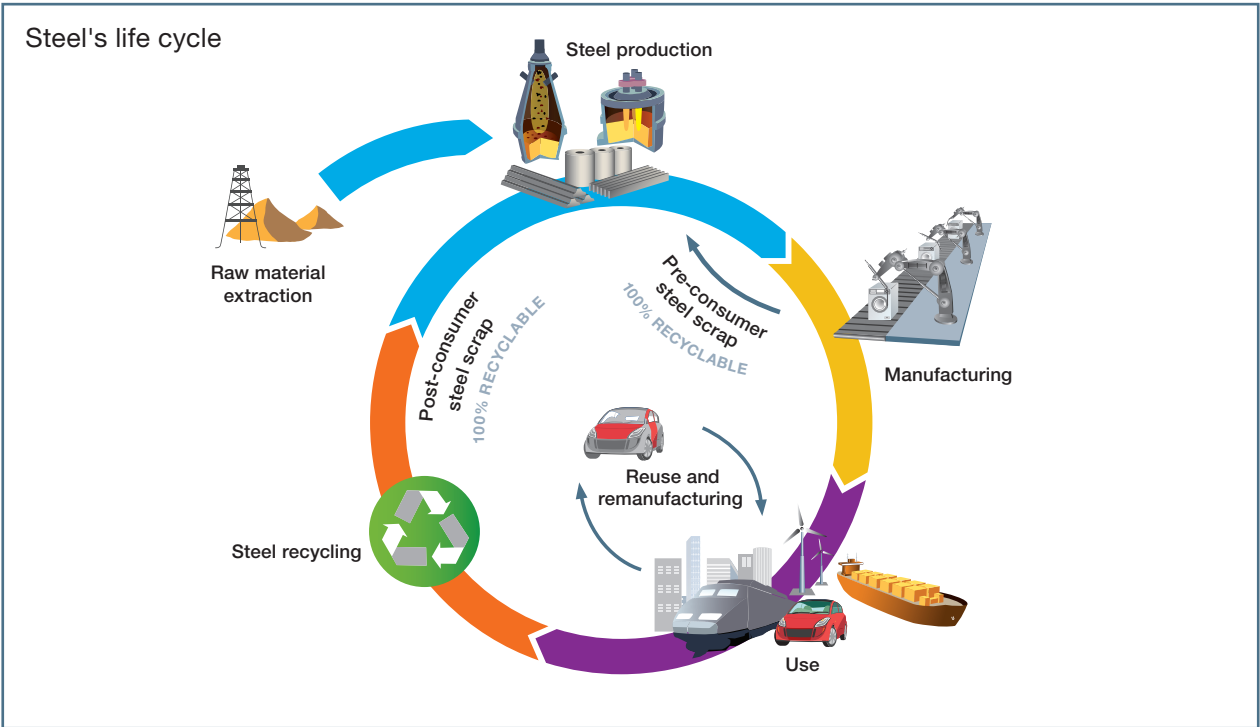 Steel's life cycle
Steel production
Raw material
extraction
Pre-consumer
steel scrap
100% RECYCLABLE
Post-consumer
steel scrap
100% RECYCLABLE
Manufacturing
Reuse and
remanufacturing
Steel recycling
Use